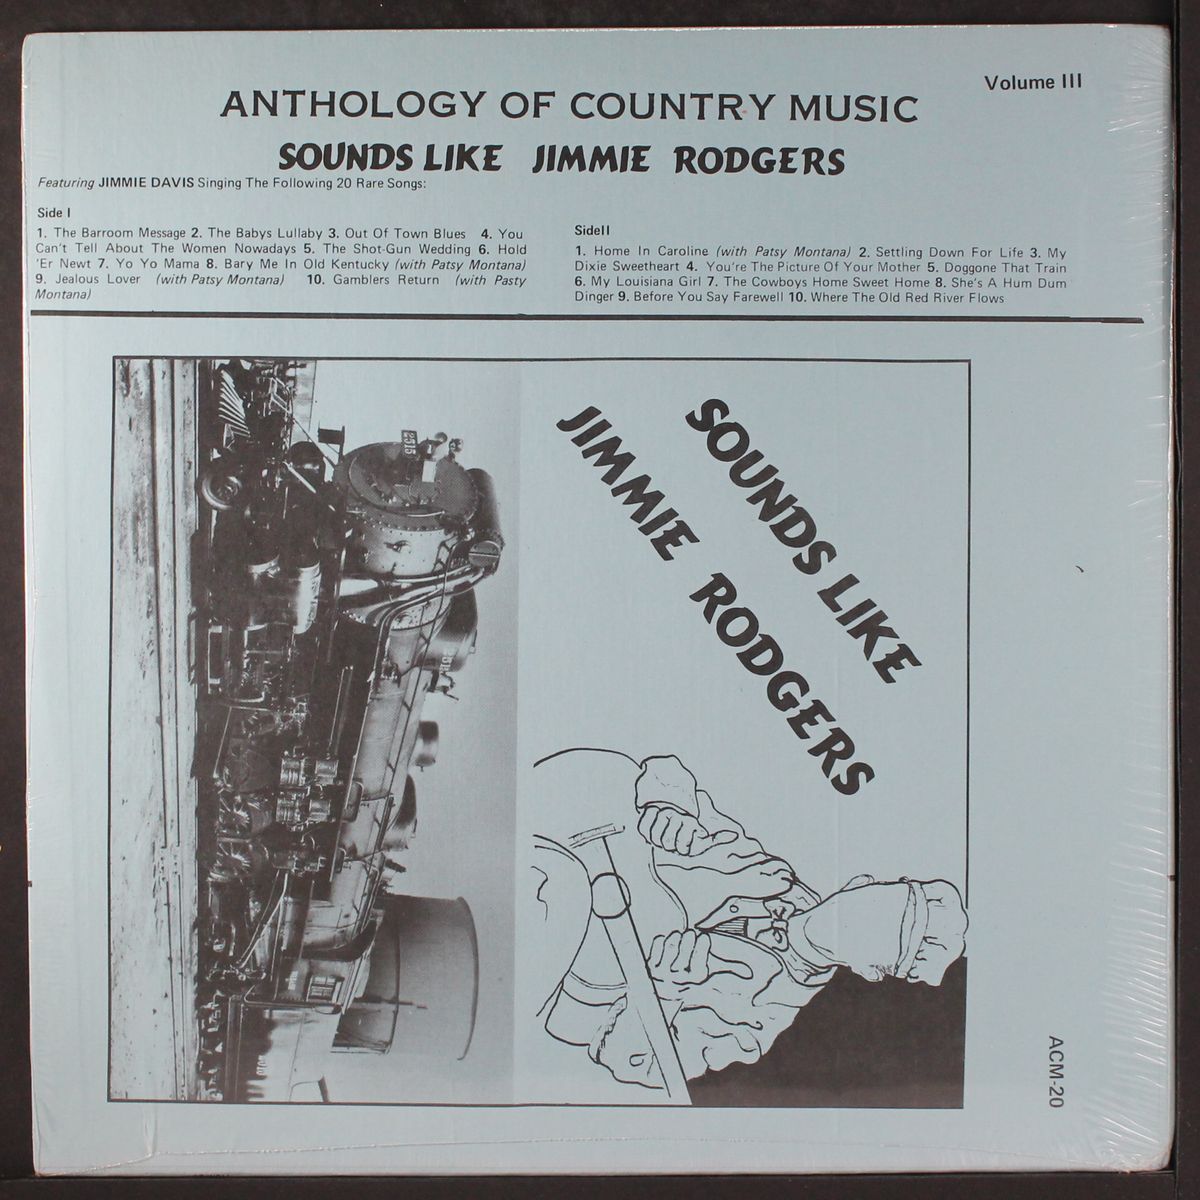 Volume III
ANTHOLOGY OF COUNTRY MUSIC
SOUNDS LIKE JIMMIE RODGERS
Featuring JIMMIE DAVIS Singing The Following 20 Rare Songs:
Side I
1. The Barroom Message 2. The Babys Lullaby 3. Out Of Town Blues 4. You
Can't Tell About The Women Nowadays 5. The Shot-Gun Wedding 6. Hold
'Er Newt 7. Yo Yo Mama 8. Bary Me In Old Kentucky (with Patsy Montana)
9. Jealous Lover (with Patsy Montana) 10. Gamblers Return (with Pasty
Montana)
Side II
1. Home In Caroline (with Patsy Montana) 2. Settling Down For Life 3. My
Dixie Sweetheart 4. You're The Picture Of Your Mother 5. Doggone That Train
6. My Louisiana Girl 7. The Cowboys Home Sweet Home 8. She's A Hum Dum
Dinger 9. Before You Say Farewell 10. Where The Old Red River Flows
SOUNDS LIKE
JIMMIE RODGERS
2515
ACM-20